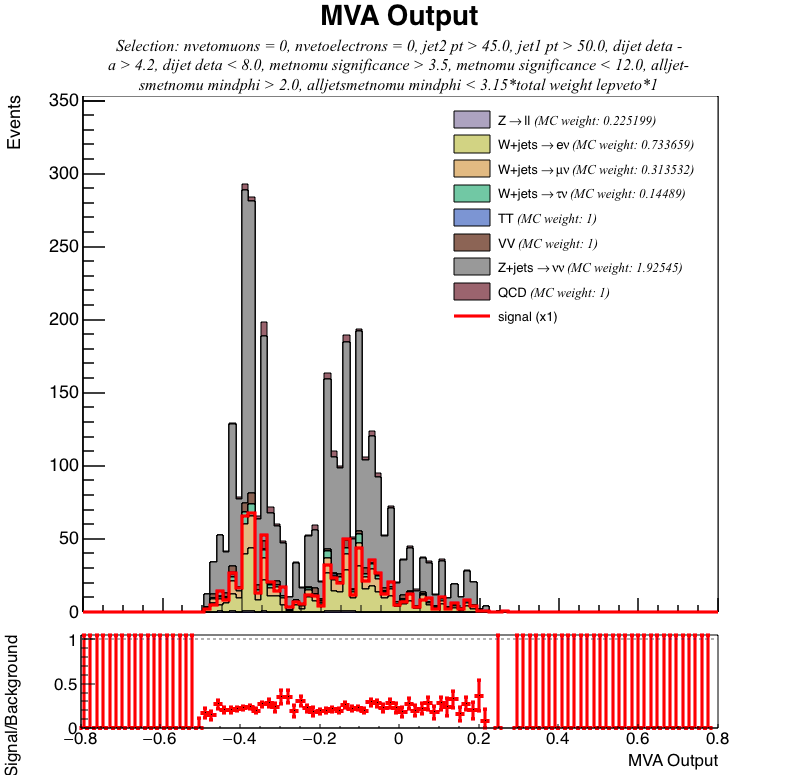 MVA Output
Selection: nvetomuons = 0, nvetoelectrons = 0, jet2 pt > 45.0, jet1 pt > 50.0, dijet deta -
a > 4.2, dijet deta < 8.0, metnomu significance > 3.5, metnomu significance < 12.0, alljet-
smetnomu mindphi > 2.0, alljetsmetnomu mindphi < 3.15*total weight lepveto*1
Events
350
300
250
200
150
100
50
0
Z→ll (MC weight: 0.225199)
W+jets→eν (MC weight: 0.733659)
W+jets→μν (MC weight: 0.313532)
W+jets→τν (MC weight: 0.14489)
TT (MC weight: 1)
VV (MC weight: 1)
Z+jets→νν (MC weight: 1.92545)
QCD (MC weight: 1)
signal (x1)
Signal/Background
1
0.5
0
−0.8 −0.6 −0.4 −0.2 0 0.2 0.4 0.6 0.8
MVA Output